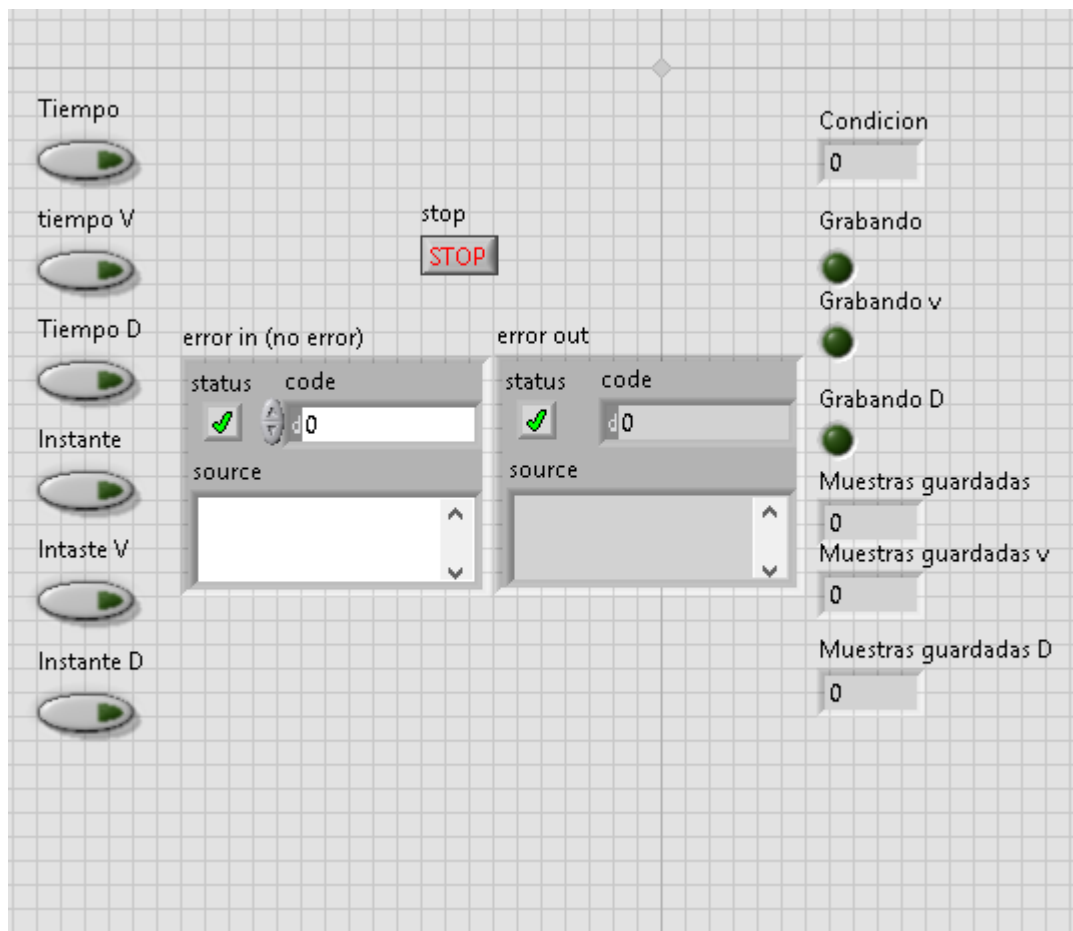 Tiempo
tiempo V
Tiempo D
Instante
Intaste V
Instante D
stop
STOP
error in (no error)
status code
0
source
error out
status code
d 0
source
Condicion
0
Grabando
Grabando v
Grabando D
Muestras guardadas
0
Muestras guardadas v
0
Muestras guardadas D
0